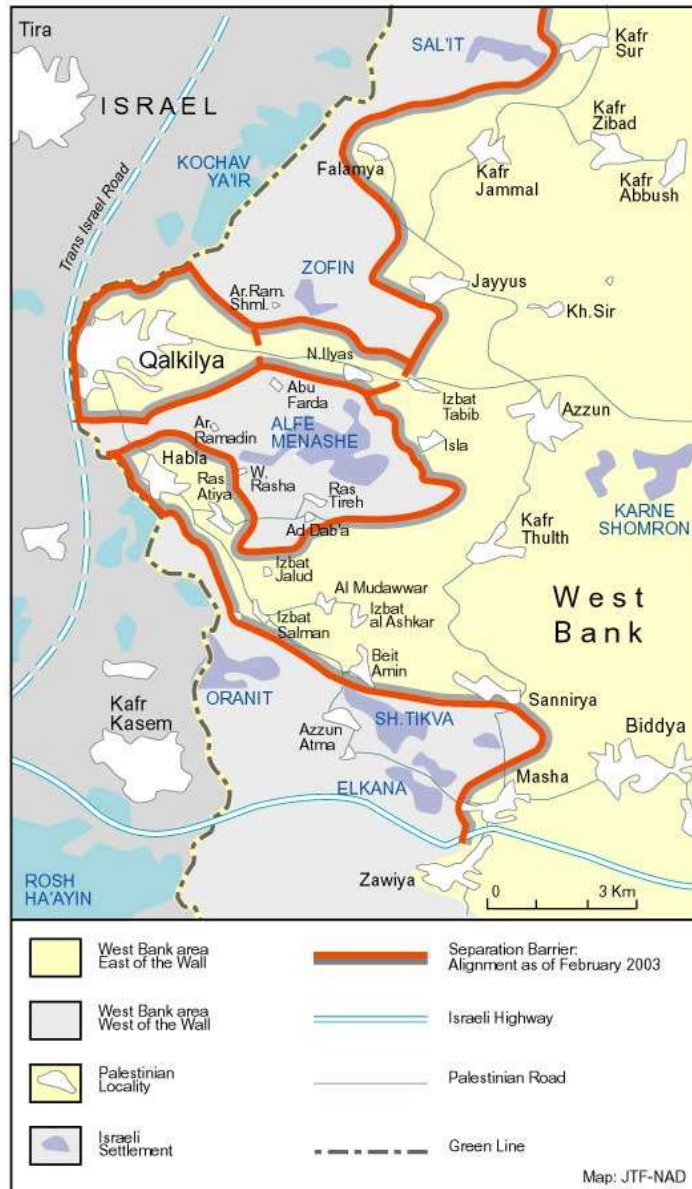 Tira
ISRAEL
SAL'IT
Kafr
Sur
Kafr
Zibad
KOCHAV
YA'IR
Falamya
Kafr
Jammal
Kafr
Abbush
Trans Israel Road
ZOFIN
Ar.Ram.
Shml.
Jayyus
Kh.Sir
Qalkilya
N.Ilyas
Abu
Farda
Izbat
Tabib
Azzun
Ar.
Ramadin
ALFE
MENASHE
Isla
Habla
Ras
Atiya
W.
Rasha
Ras
Tireh
KARNE
SHOMRON
Ad Dab'a
Kafr
Thulth
Izbat
Jalud
Al Mudawwar
Izbat
Salman
Izbat
al Ashkar
West
Bank
Beit
Amin
ORANIT
Sannirya
Kafr
Kasem
SH.TIKVA
Azzun
Atma
Biddya
ELKANA
Masha
ROSH
HA'AYIN
Zawiya
0 3 Km
West Bank area
East of the Wall
Separation Barrier:
Alignment as of February 2003
West Bank area
West of the Wall
Israeli Highway
Palestinian
Locality
Palestinian Road
Israeli
Settlement
Green Line
Map: JTF-NAD